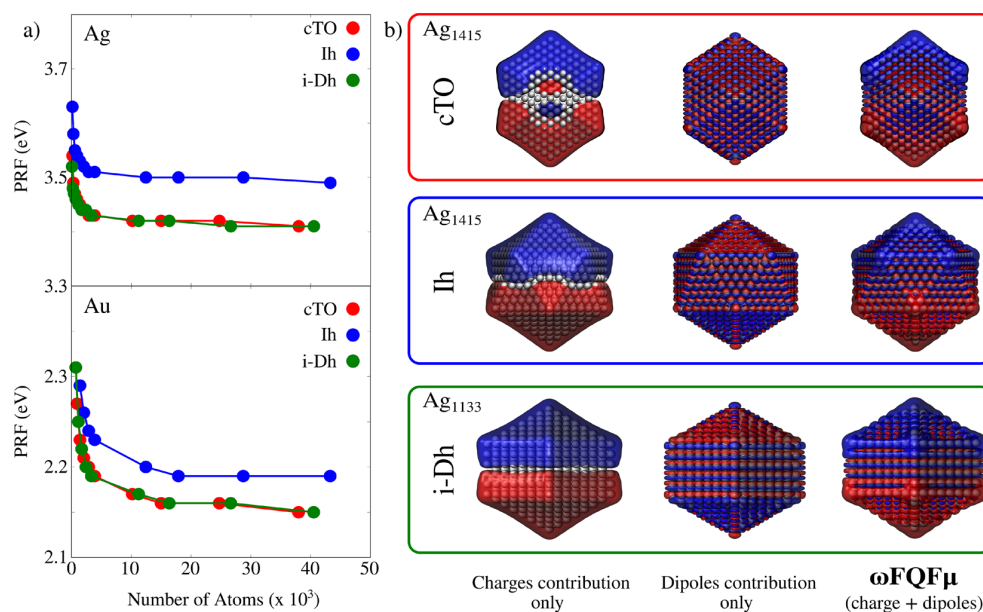 a)
Ag
cTO
Ih
i-Dh
PRF (eV)
3.7
3.5
3.3
Au
cTO
Ih
i-Dh
PRF (eV)
2.3
2.2
2.1
0
10
20
30
40
50
Number of Atoms (x 10³)
b)
Ag₁₄₁₅
cTO
Ag₁₄₁₅
Ih
Ag₁₁₃₃
i-Dh
Charges contribution
only
Dipoles contribution
only
ωFQFμ
(charge + dipoles)